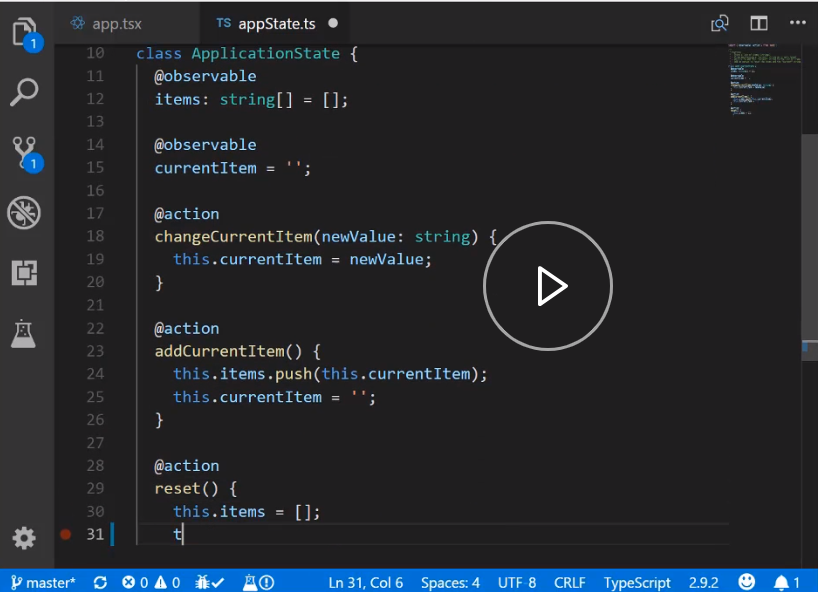 app.tsx
TS appState.ts
1
1
10 class ApplicationState {
11 @observable
12 items: string[] = [];
13
14 @observable
15 currentItem = '';
16
17 @action
18 changeCurrentItem(newValue: string) {
19 this.currentItem = newValue;
20 }
21
22 @action
23 addCurrentItem() {
24 this.items.push(this.currentItem);
25 this.currentItem = '';
26 }
27
28 @action
29 reset() {
30 this.items = [];
31 t
master* 0 0 Ln 31, Col 6 Spaces: 4 UTF-8 CRLF TypeScript 2.9.2 1